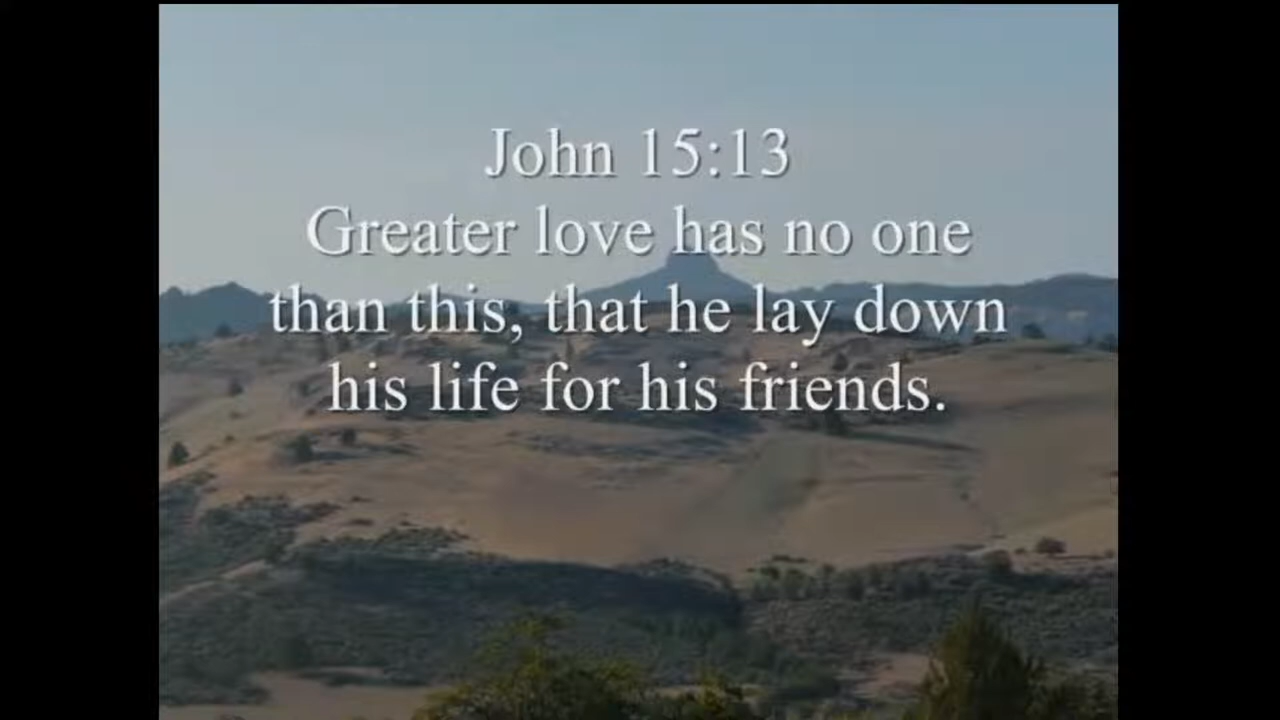 John 15:13
Greater love has no one
than this, that he lay down
his life for his friends.